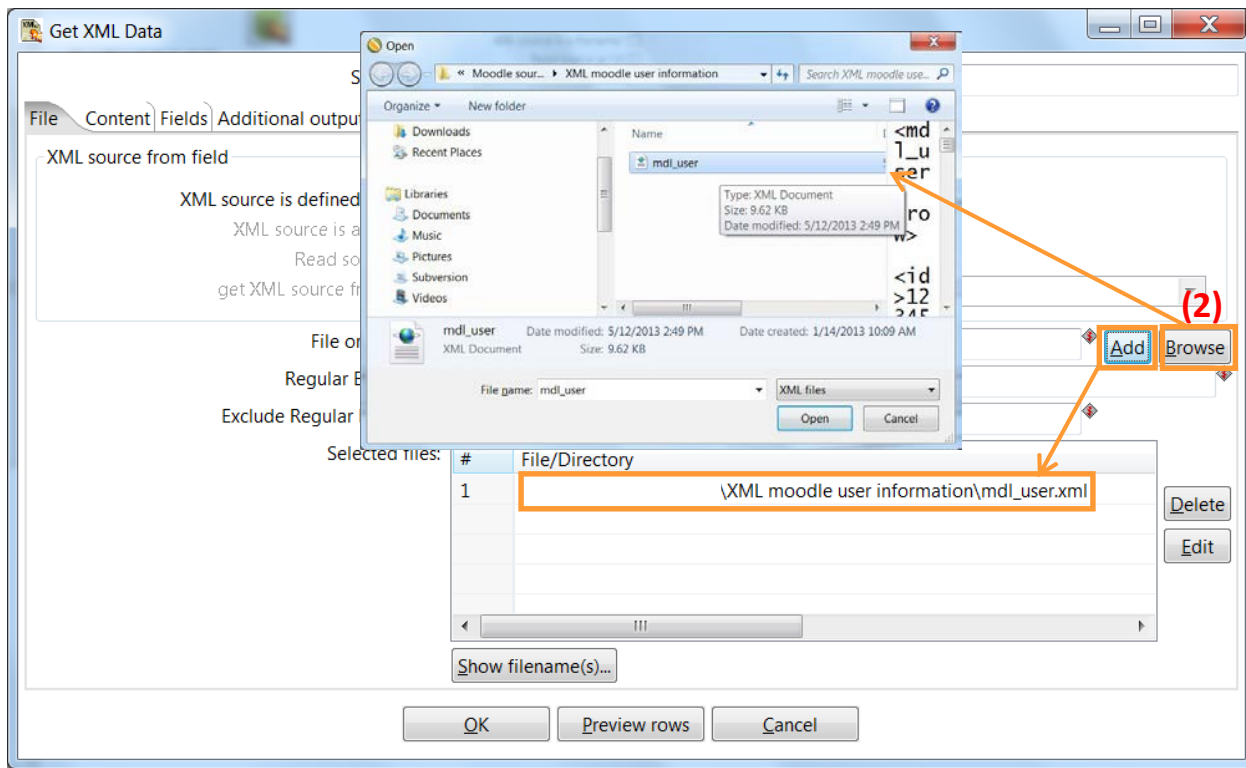 Get XML Data
Open
« Moodle sour... ▸ XML moodle user information
Search XML moodle use...
Organize
New folder
File
Content
Fields
Additional outpu
XML source from field
XML source is defined
XML source is a
Read so
get XML source fr
Downloads
Recent Places
Libraries
Documents
Music
Pictures
Subversion
Videos
Name
mdl_user
Type: XML Document
Size: 9.62 KB
Date modified: 5/12/2013 2:49 PM
<md
l_u
ser
ro
w>
<id
>12
345
mdl_user
Date modified: 5/12/2013 2:49 PM
Date created: 1/14/2013 10:09 AM
XML Document
Size: 9.62 KB
File name: mdl_user
XML files
Open
Cancel
(2)
File or
Add
Browse
Regular E
Exclude Regular
Selected files:
#
File/Directory
1
\XML moodle user information\mdl_user.xml
Delete
Edit
Show filename(s)...
OK
Preview rows
Cancel